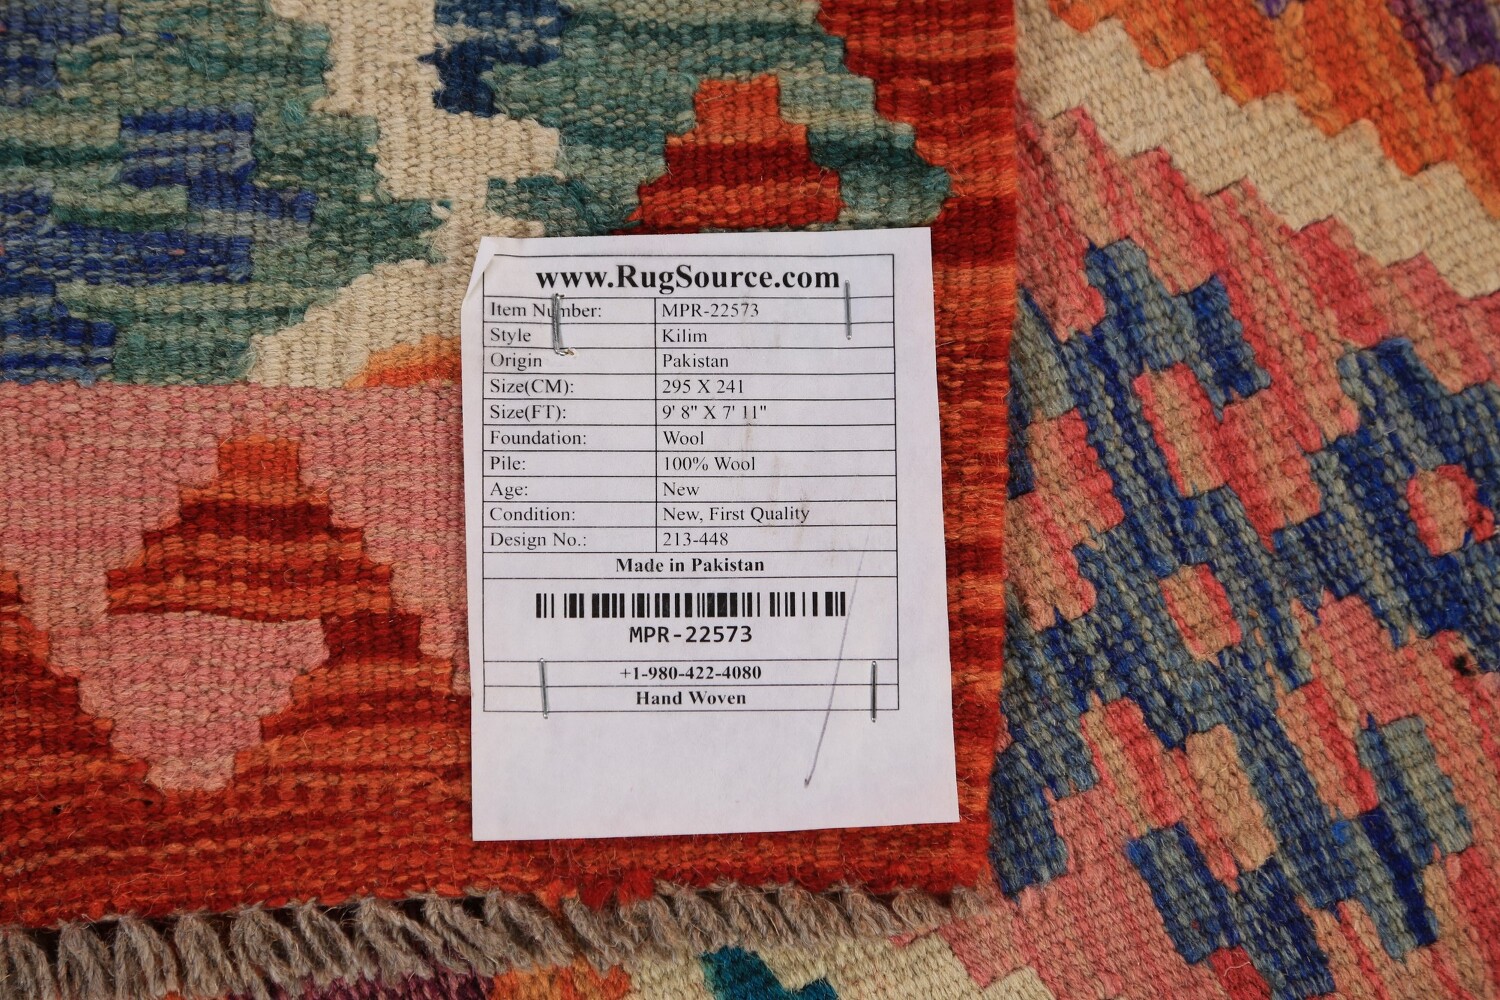 www.RugSource.com
Item Number: MPR-22573
Style Kilim
Origin Pakistan
Size(CM): 295 X 241
Size(FT): 9' 8" X 7' 11"
Foundation: Wool
Pile: 100% Wool
Age: New
Condition: New, First Quality
Design No.: 213-448
Made in Pakistan
MPR-22573
+1-980-422-4080
Hand Woven